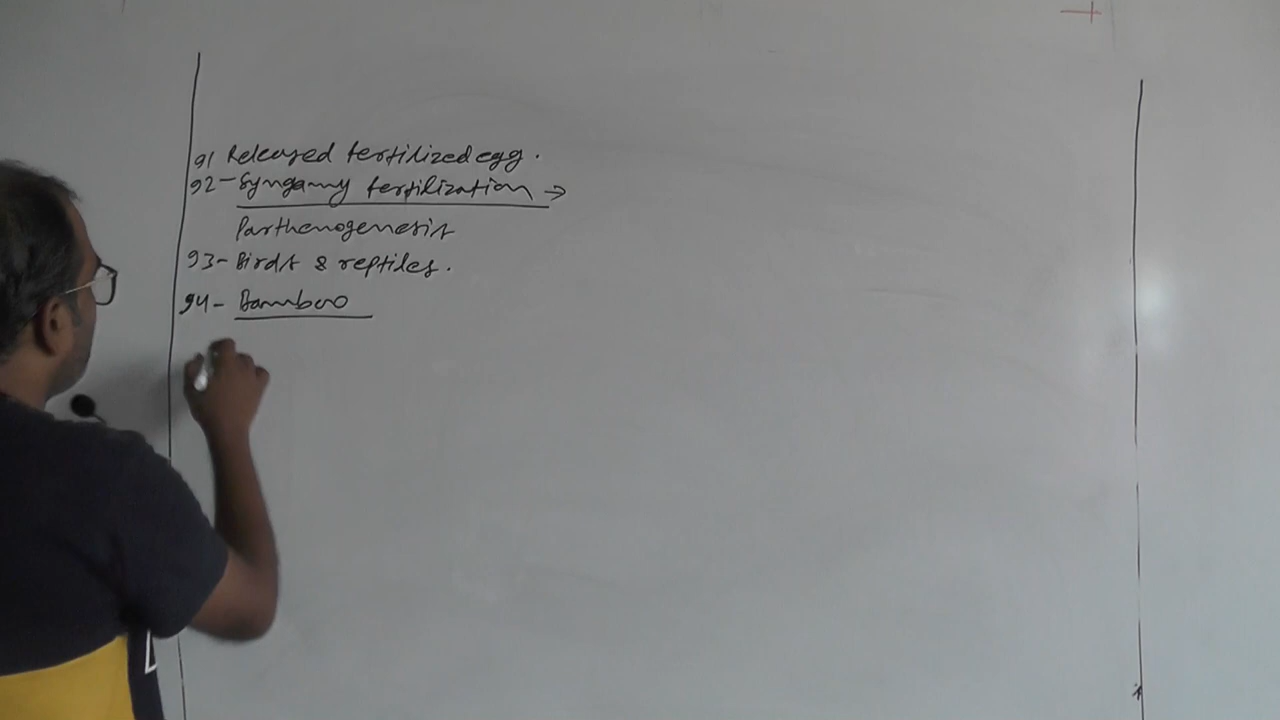 91 Released fertilized egg.
92- Syngamy fertilization →
Parthenogenesis
93- Birds & reptiles.
94- Bamboo